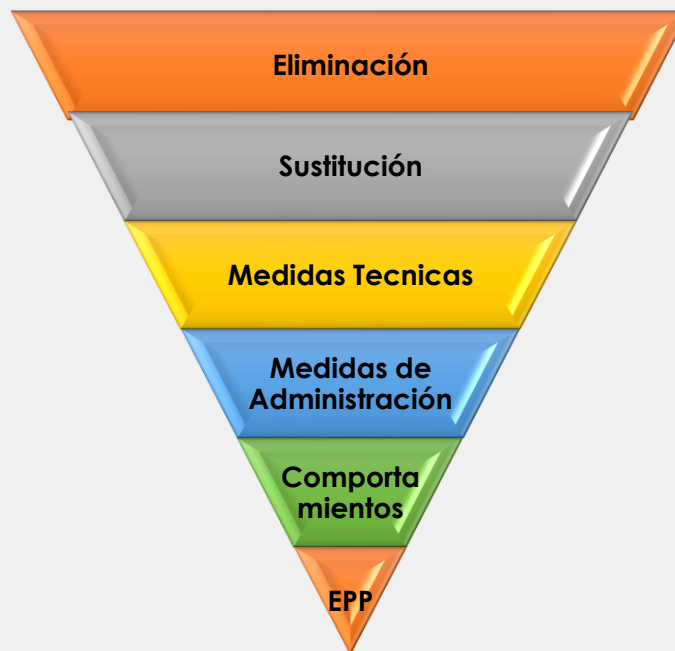 Eliminación
Sustitución
Medidas Tecnicas
Medidas de
Administración
Comporta
mientos
EPP